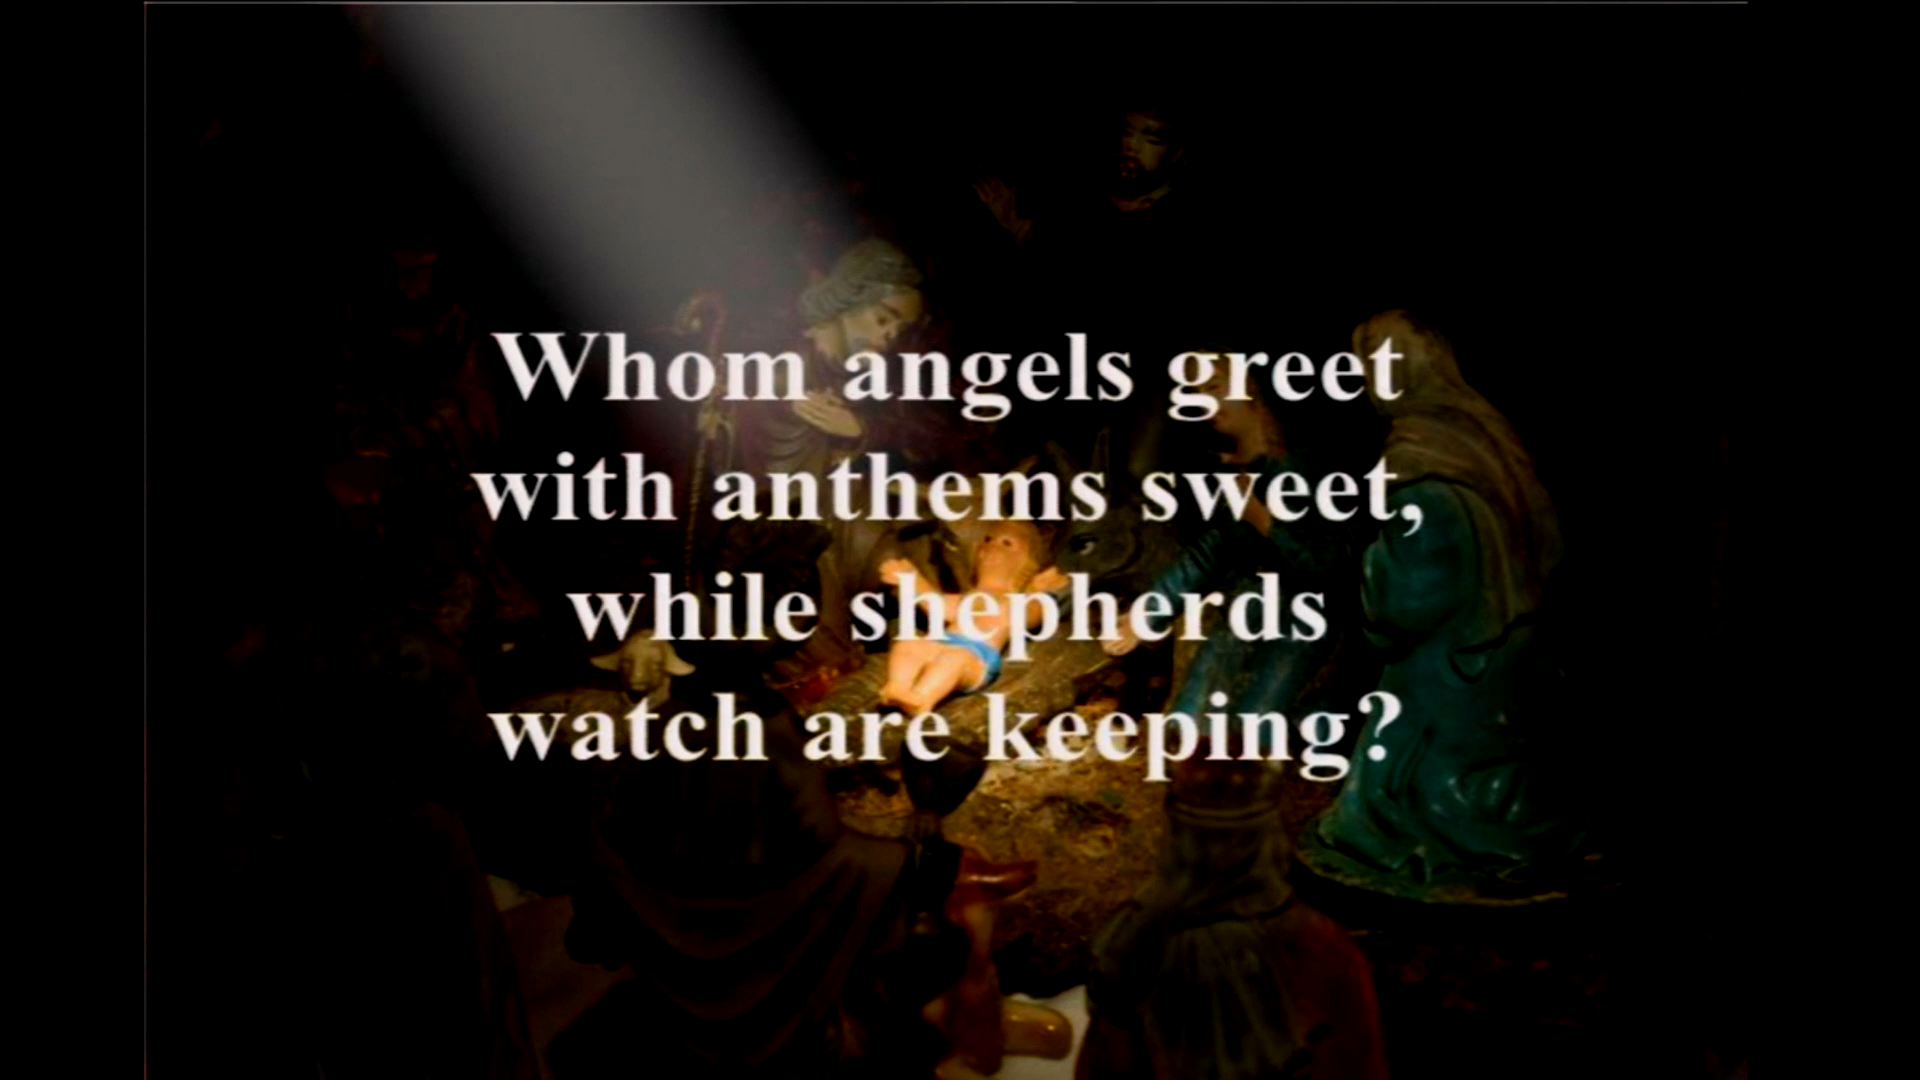 Whom angels greet
with anthems sweet,
while shepherds
watch are keeping?